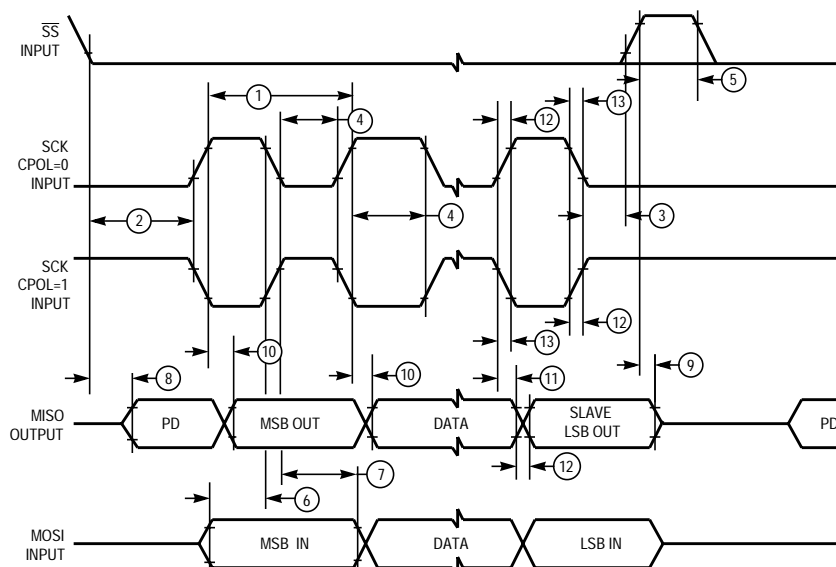 SS
INPUT
5
1
13
4
12
SCK
CPOL=0
INPUT
2
4
3
SCK
CPOL=1
INPUT
12
13
10
10
9
8
11
MISO
OUTPUT
PD
MSB OUT
DATA
SLAVE
LSB OUT
PD
12
7
6
MOSI
INPUT
MSB IN
DATA
LSB IN